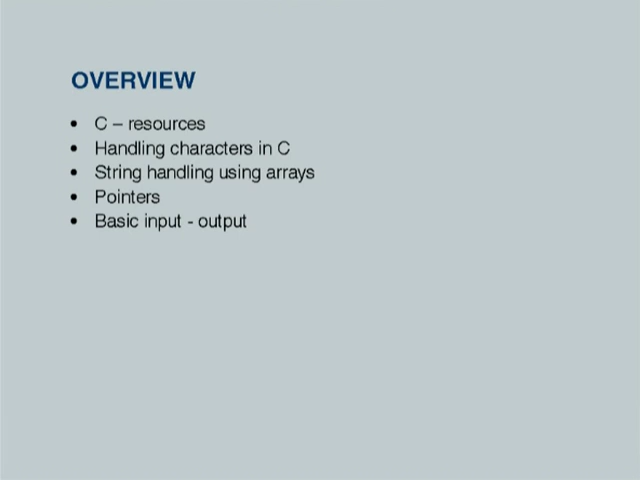 OVERVIEW
• C – resources
• Handling characters in C
• String handling using arrays
• Pointers
• Basic input - output